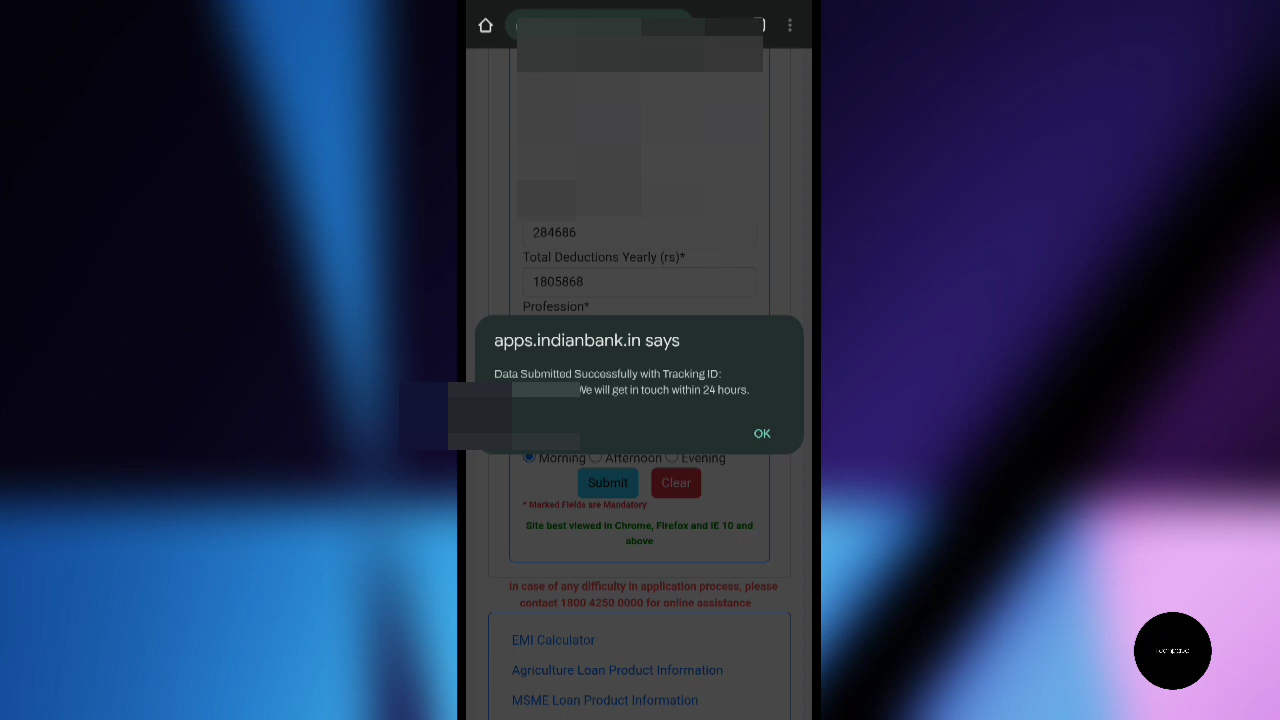 284686
Total Deductions Yearly (rs)*
1805868
Profession*
apps.indianbank.in says
Data Submitted Successfully with Tracking ID:
We will get in touch within 24 hours.
OK
Morning Afternoon Evening
Submit Clear
* Marked Fields are Mandatory
Site best viewed in Chrome, Firefox and IE 10 and
above
In case of any difficulty in application process, please
contact 1800 4250 0000 for online assistance
EMI Calculator
Agriculture Loan Product Information
MSME Loan Product Information